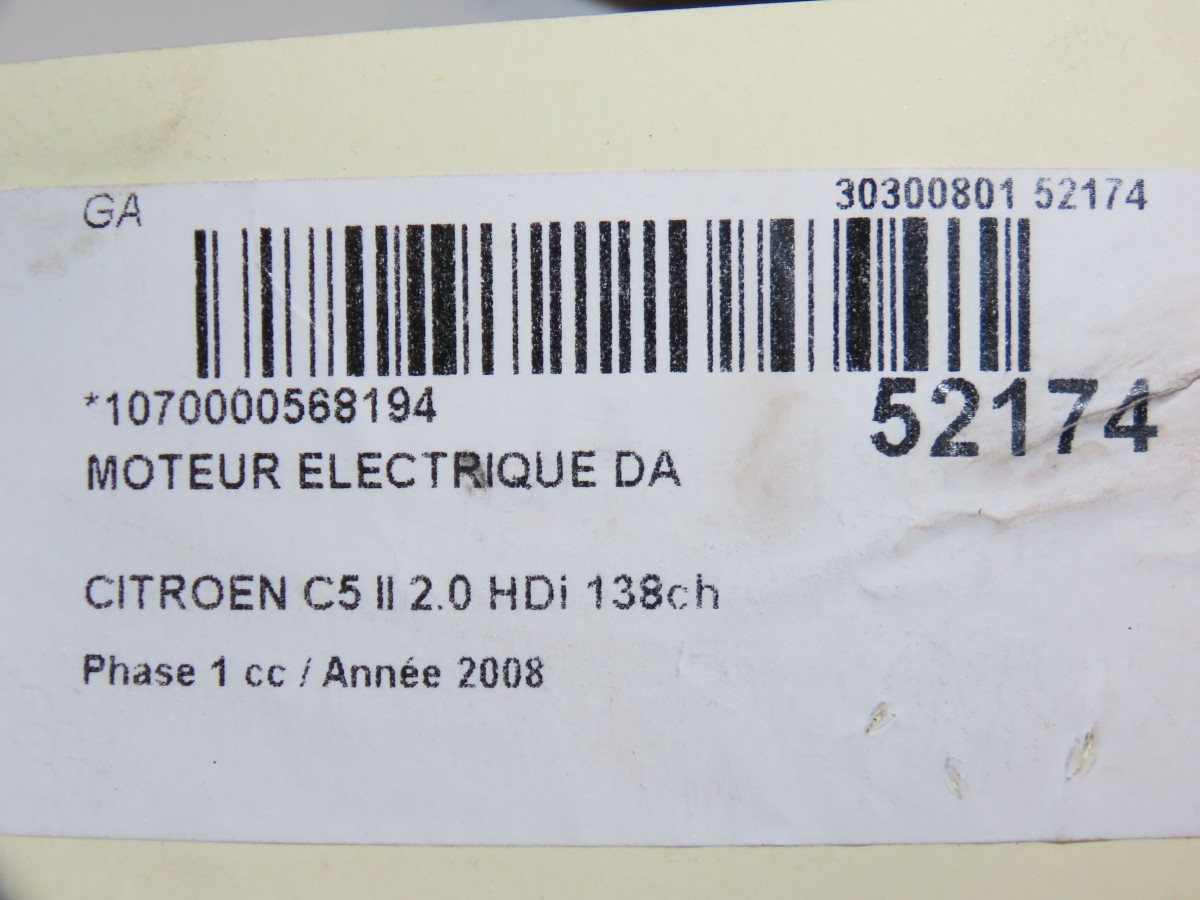 GA
30300801 52174
*1070000568194
52174
MOTEUR ELECTRIQUE DA
CITROEN C5 II 2.0 HDi 138ch
Phase 1 cc / Année 2008